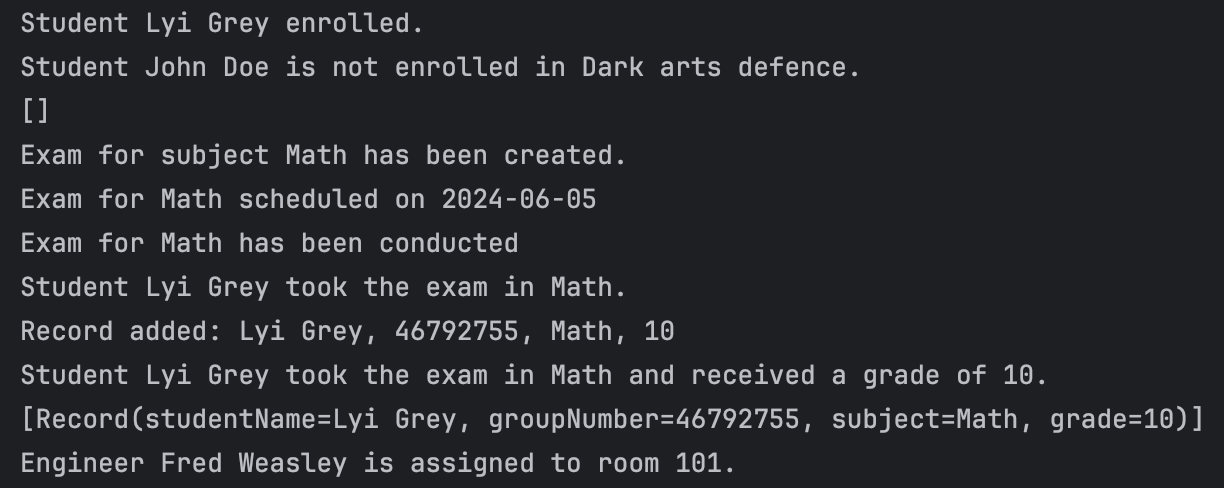 Student Lyi Grey enrolled.
Student John Doe is not enrolled in Dark arts defence.
[]
Exam for subject Math has been created.
Exam for Math scheduled on 2024-06-05
Exam for Math has been conducted
Student Lyi Grey took the exam in Math.
Record added: Lyi Grey, 46792755, Math, 10
Student Lyi Grey took the exam in Math and received a grade of 10.
[Record(studentName=Lyi Grey, groupNumber=46792755, subject=Math, grade=10)]
Engineer Fred Weasley is assigned to room 101.